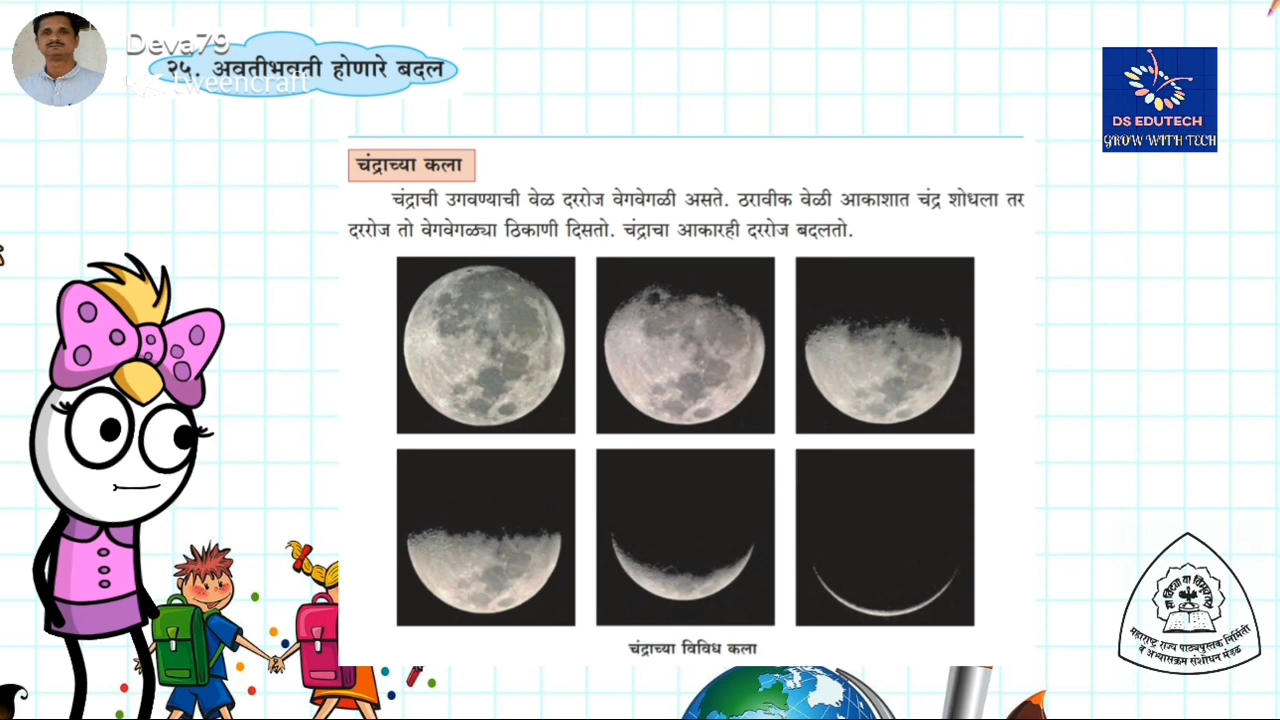 Deva79
२५. अवतीभवती होणारे बदल
tweencraft
DS EDUTECH
GROW WITH TECH
चंद्राच्या कला
चंद्राची उगवण्याची वेळ दररोज वेगवेगळी असते. ठरावीक वेळी आकाशात चंद्र शोधला तर
दररोज तो वेगवेगळ्या ठिकाणी दिसतो. चंद्राचा आकारही दररोज बदलतो.
चंद्राच्या विविध कला
महाराष्ट्र राज्य पाठ्यपुस्तक निर्मिती
व अभ्यासक्रम संशोधन मंडळ